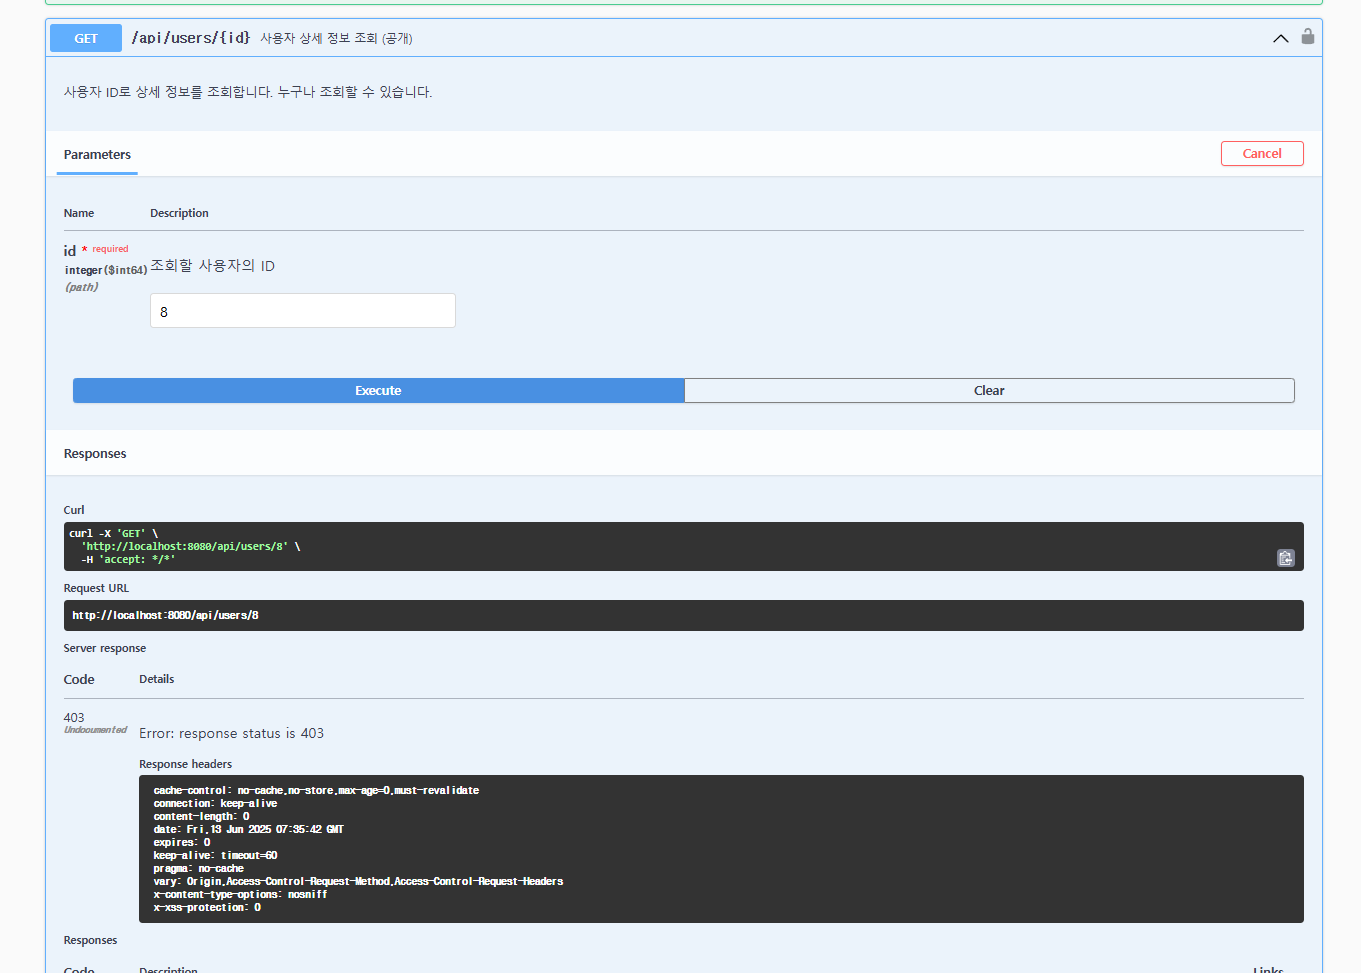 GET /api/users/{id} 사용자 상세 정보 조회 (공개)
사용자 ID로 상세 정보를 조회합니다. 누구나 조회할 수 있습니다.
Parameters
Cancel
Name Description
id * required
integer($int64)
(path)
조회할 사용자의 ID
8
Execute
Clear
Responses
Curl
curl -X 'GET' \
'http://localhost:8080/api/users/8' \
-H 'accept: */*'
Request URL
http://localhost:8080/api/users/8
Server response
Code Details
403
Undocumented
Error: response status is 403
Response headers
cache-control: no-cache,no-store,max-age=0,must-revalidate
connection: keep-alive
content-length: 0
date: Fri,13 Jun 2025 07:35:42 GMT
expires: 0
keep-alive: timeout=60
pragma: no-cache
vary: Origin,Access-Control-Request-Method,Access-Control-Request-Headers
x-content-type-options: nosniff
x-xss-protection: 0
Responses
Code Description Links